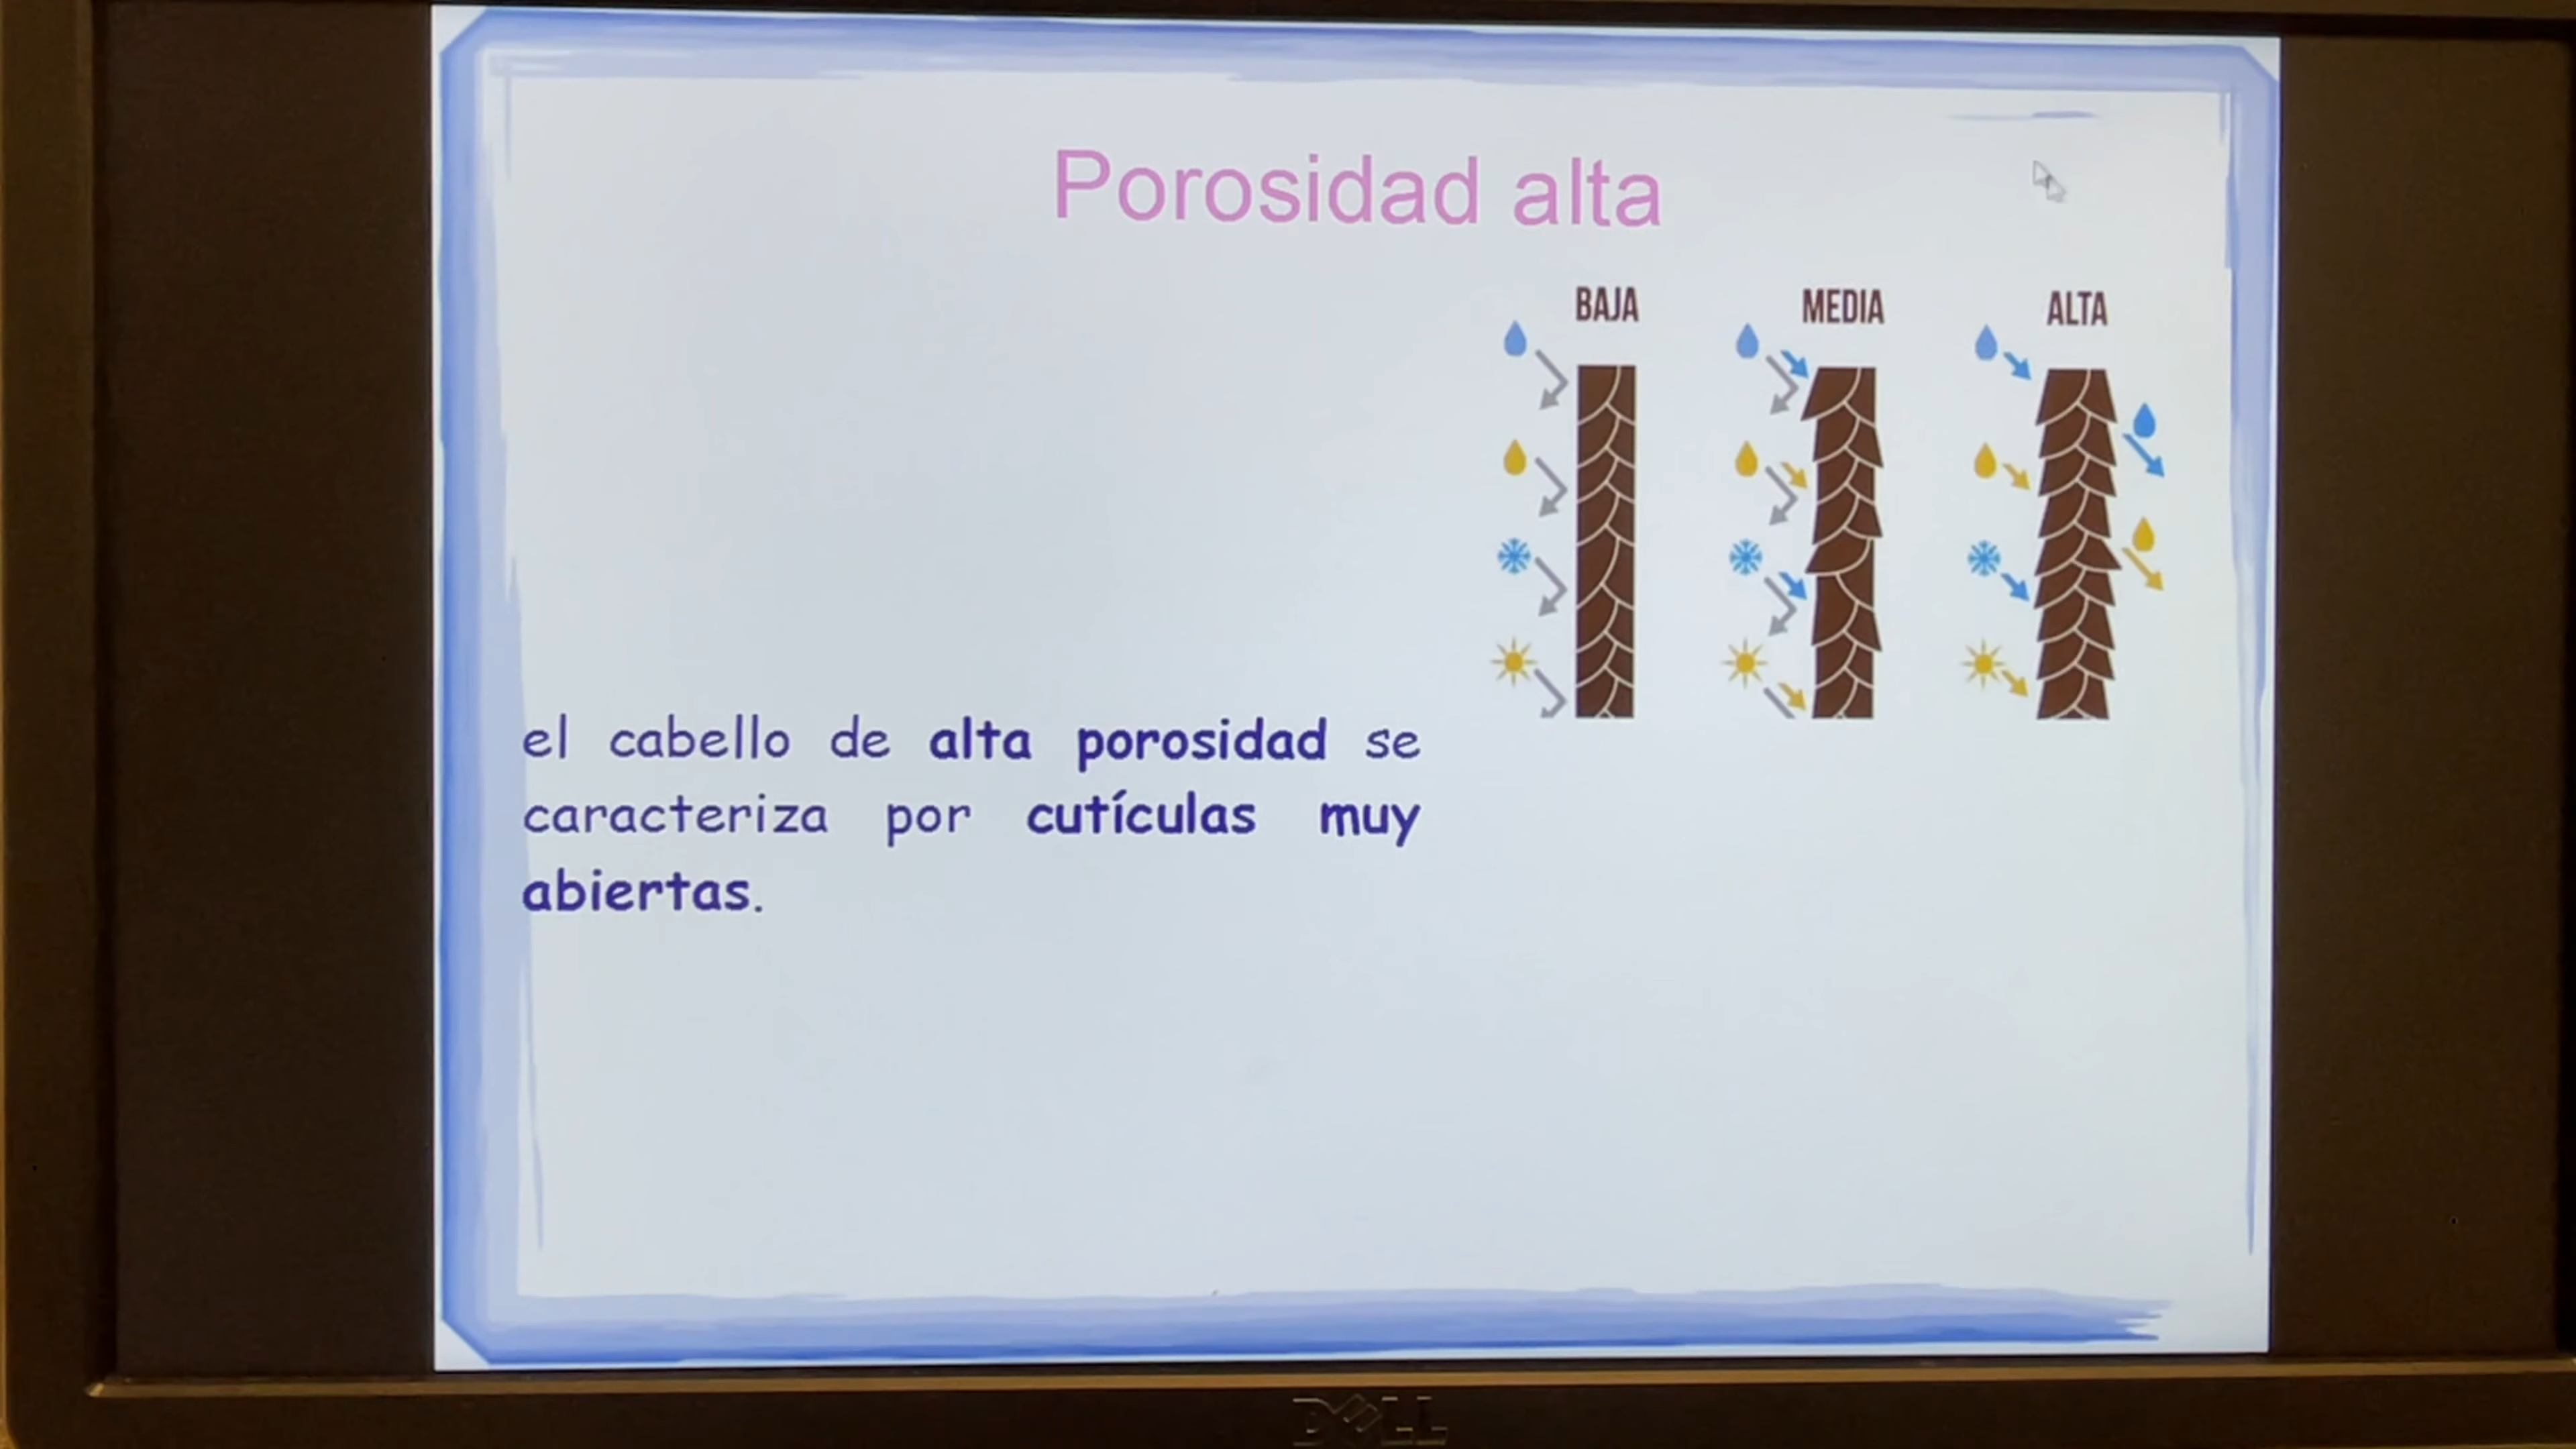 Porosidad alta
BAJA MEDIA ALTA
el cabello de alta porosidad se
caracteriza por cutículas muy
abiertas.
DELL